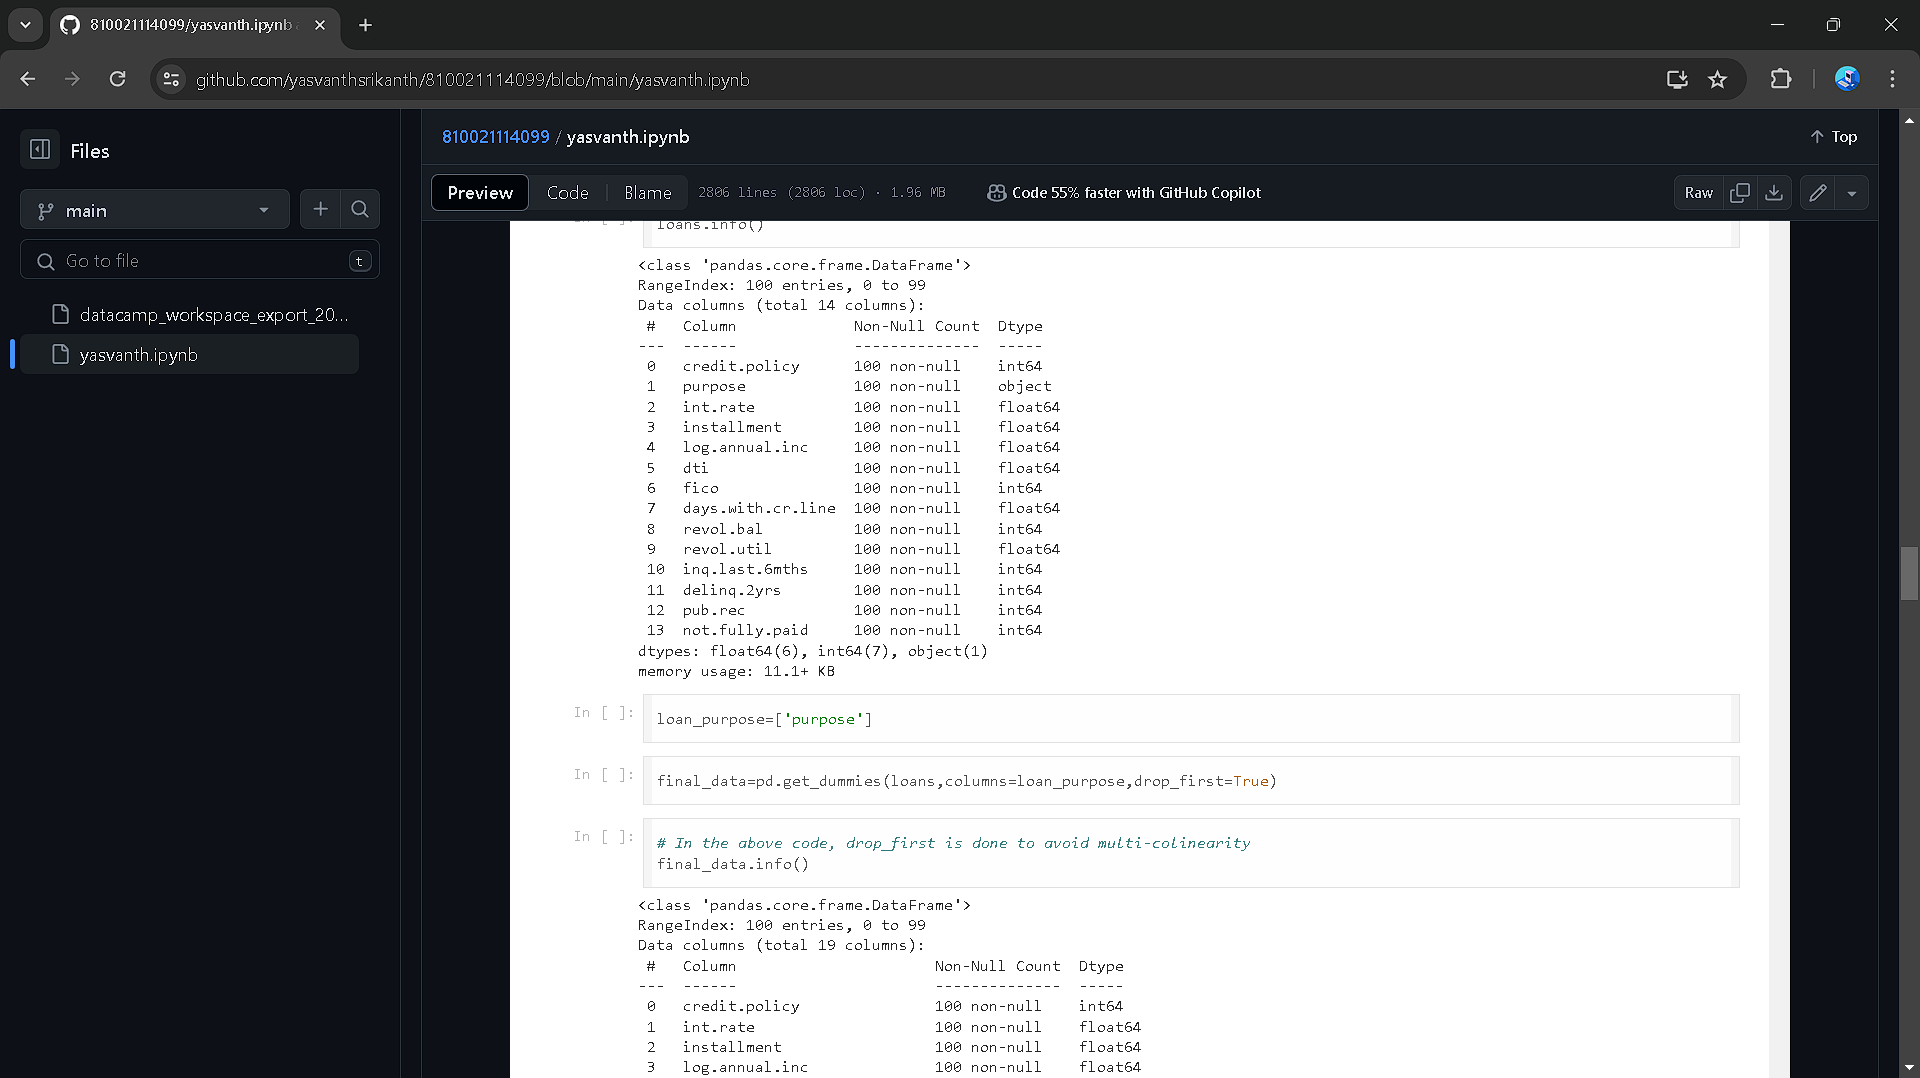 810021114099/yasvanth.ipynb
github.com/yasvanthsrikanth/810021114099/blob/main/yasvanth.ipynb
Files
main
Go to file
t
datacamp_workspace_export_20...
yasvanth.ipynb
810021114099 / yasvanth.ipynb
Top
Preview Code Blame 2806 lines (2806 loc) · 1.96 MB Code 55% faster with GitHub Copilot Raw
In [ ]: loans.info()
<class 'pandas.core.frame.DataFrame'>
RangeIndex: 100 entries, 0 to 99
Data columns (total 14 columns):
# Column Non-Null Count Dtype
--- ------ -------------- -----
0 credit.policy 100 non-null int64
1 purpose 100 non-null object
2 int.rate 100 non-null float64
3 installment 100 non-null float64
4 log.annual.inc 100 non-null float64
5 dti 100 non-null float64
6 fico 100 non-null int64
7 days.with.cr.line 100 non-null float64
8 revol.bal 100 non-null int64
9 revol.util 100 non-null float64
10 inq.last.6mths 100 non-null int64
11 delinq.2yrs 100 non-null int64
12 pub.rec 100 non-null int64
13 not.fully.paid 100 non-null int64
dtypes: float64(6), int64(7), object(1)
memory usage: 11.1+ KB
In [ ]: loan_purpose=['purpose']
In [ ]: final_data=pd.get_dummies(loans,columns=loan_purpose,drop_first=True)
In [ ]: # In the above code, drop_first is done to avoid multi-colinearity
final_data.info()
<class 'pandas.core.frame.DataFrame'>
RangeIndex: 100 entries, 0 to 99
Data columns (total 19 columns):
# Column Non-Null Count Dtype
--- ------ -------------- -----
0 credit.policy 100 non-null int64
1 int.rate 100 non-null float64
2 installment 100 non-null float64
3 log.annual.inc 100 non-null float64